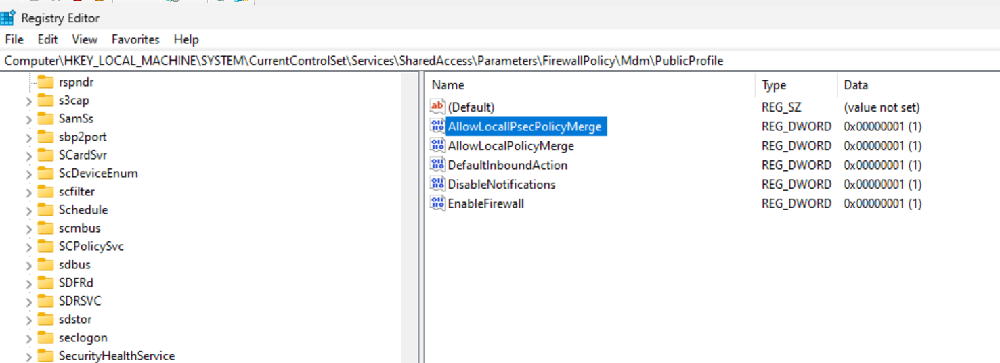 Registry Editor
File Edit View Favorites Help
Computer\HKEY_LOCAL_MACHINE\SYSTEM\CurrentControlSet\Services\SharedAccess\Parameters\FirewallPolicy\Mdm\PublicProfile
rspndr
s3cap
SamSs
sbp2port
SCardSvr
ScDeviceEnum
scfilter
Schedule
scmbus
SCPolicySvc
sdbus
SDFRd
SDRSVC
sdstor
seclogon
SecurityHealthService
Name Type Data
(Default) REG_SZ (value not set)
AllowLocalIPsecPolicyMerge REG_DWORD 0x00000001 (1)
AllowLocalPolicyMerge REG_DWORD 0x00000001 (1)
DefaultInboundAction REG_DWORD 0x00000001 (1)
DisableNotifications REG_DWORD 0x00000001 (1)
EnableFirewall REG_DWORD 0x00000001 (1)